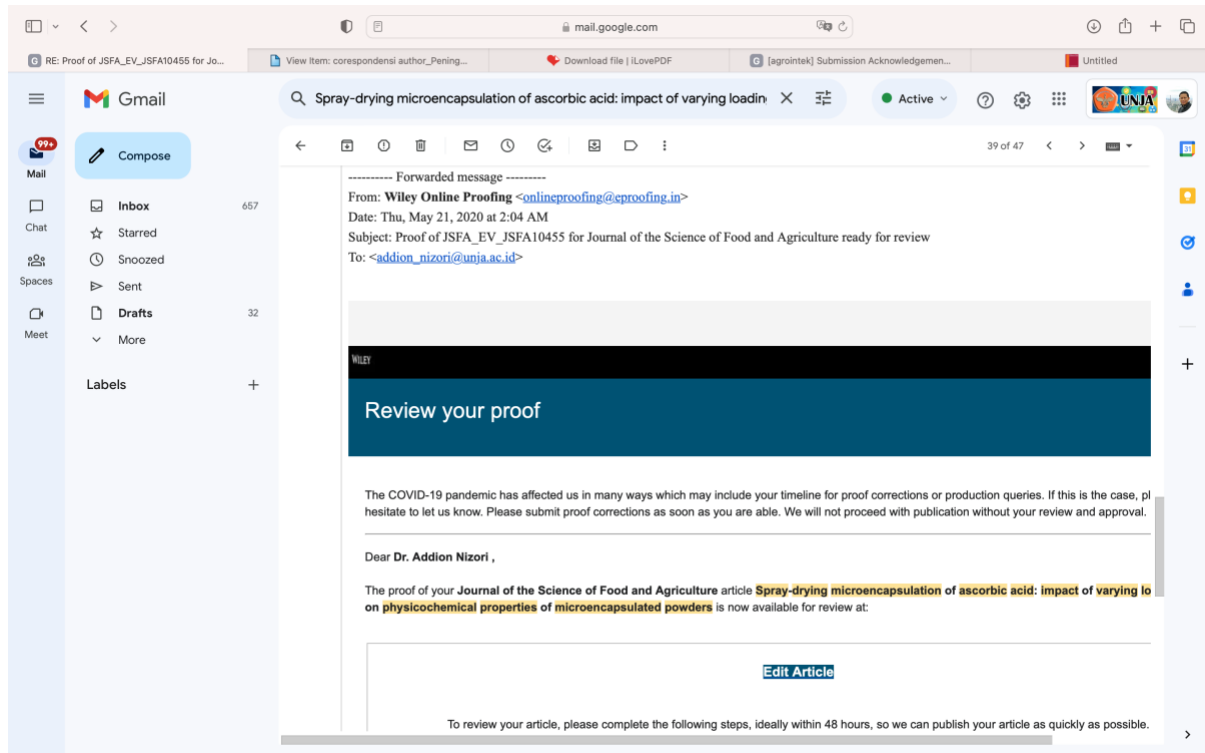 mail.google.com
RE: Proof of JSFA_EV_JSFA10455 for Jo...
View Item: corespondensi author_Pening...
Download file | iLovePDF
[agrointek] Submission Acknowledgemen...
Untitled
Gmail
Spray-drying microencapsulation of ascorbic acid: impact of varying loadin
Active
UNJA
99+
Mail
Chat
Spaces
Meet
Compose
Inbox 657
Starred
Snoozed
Sent
Drafts 32
More
Labels
39 of 47
31
---------- Forwarded message ---------
From: Wiley Online Proofing <onlineproofing@eproofing.in>
Date: Thu, May 21, 2020 at 2:04 AM
Subject: Proof of JSFA_EV_JSFA10455 for Journal of the Science of Food and Agriculture ready for review
To: <addion_nizori@unja.ac.id>
WILEY
Review your proof
The COVID-19 pandemic has affected us in many ways which may include your timeline for proof corrections or production queries. If this is the case, pl
hesitate to let us know. Please submit proof corrections as soon as you are able. We will not proceed with publication without your review and approval.
Dear Dr. Addion Nizori ,
The proof of your Journal of the Science of Food and Agriculture article Spray-drying microencapsulation of ascorbic acid: impact of varying lo
on physicochemical properties of microencapsulated powders is now available for review at:
Edit Article
To review your article, please complete the following steps, ideally within 48 hours, so we can publish your article as quickly as possible.